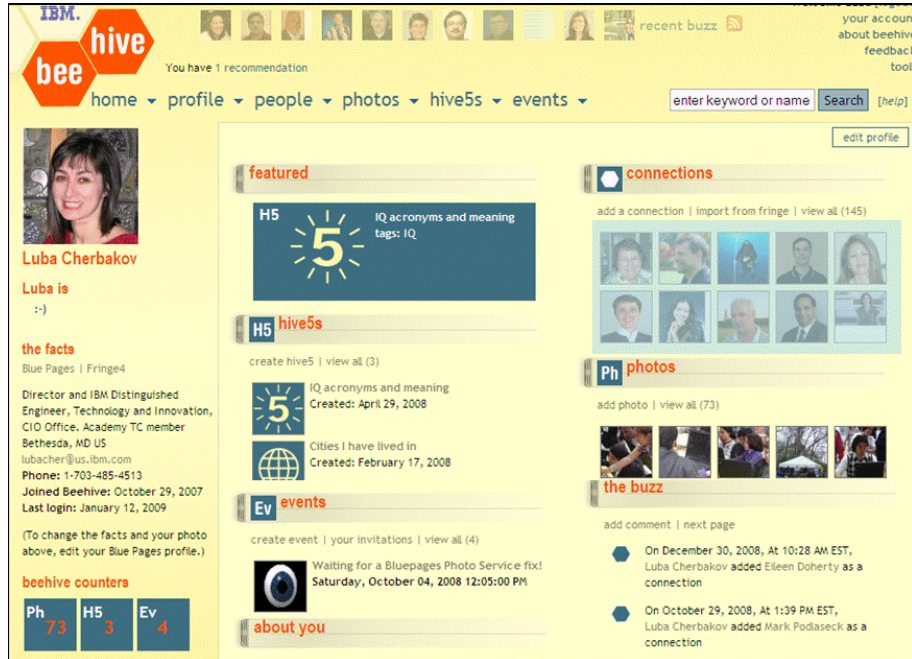 IBM.
bee
hive
recent buzz
your accoun
about beehiv
feedbac
tool
You have 1 recommendation
home profile people photos hive5s events
enter keyword or name Search [help]
edit profile
Luba Cherbakov
Luba is
:-)
the facts
Blue Pages | Fringe4
Director and IBM Distinguished
Engineer, Technology and Innovation,
CIO Office. Academy TC member
Bethesda, MD US
lubacher@us.ibm.com
Phone: 1-703-485-4513
Joined Beehive: October 29, 2007
Last login: January 12, 2009
(To change the facts and your photo
above, edit your Blue Pages profile.)
beehive counters
Ph 73
H5 3
Ev 4
featured
H5
5
IQ acronyms and meaning
tags: IQ
H5 hive5s
create hive5 | view all (3)
5
IQ acronyms and meaning
Created: April 29, 2008
Cities I have lived in
Created: February 17, 2008
Ev events
create event | your invitations | view all (4)
Waiting for a Bluepages Photo Service fix!
Saturday, October 04, 2008 12:05:00 PM
about you
connections
add a connection | import from fringe | view all (145)
Ph photos
add photo | view all (73)
the buzz
add comment | next page
On December 30, 2008, At 10:28 AM EST,
Luba Cherbakov added Eileen Doherty as a
connection
On October 29, 2008, At 1:39 PM EST,
Luba Cherbakov added Mark Podlaseck as a
connection